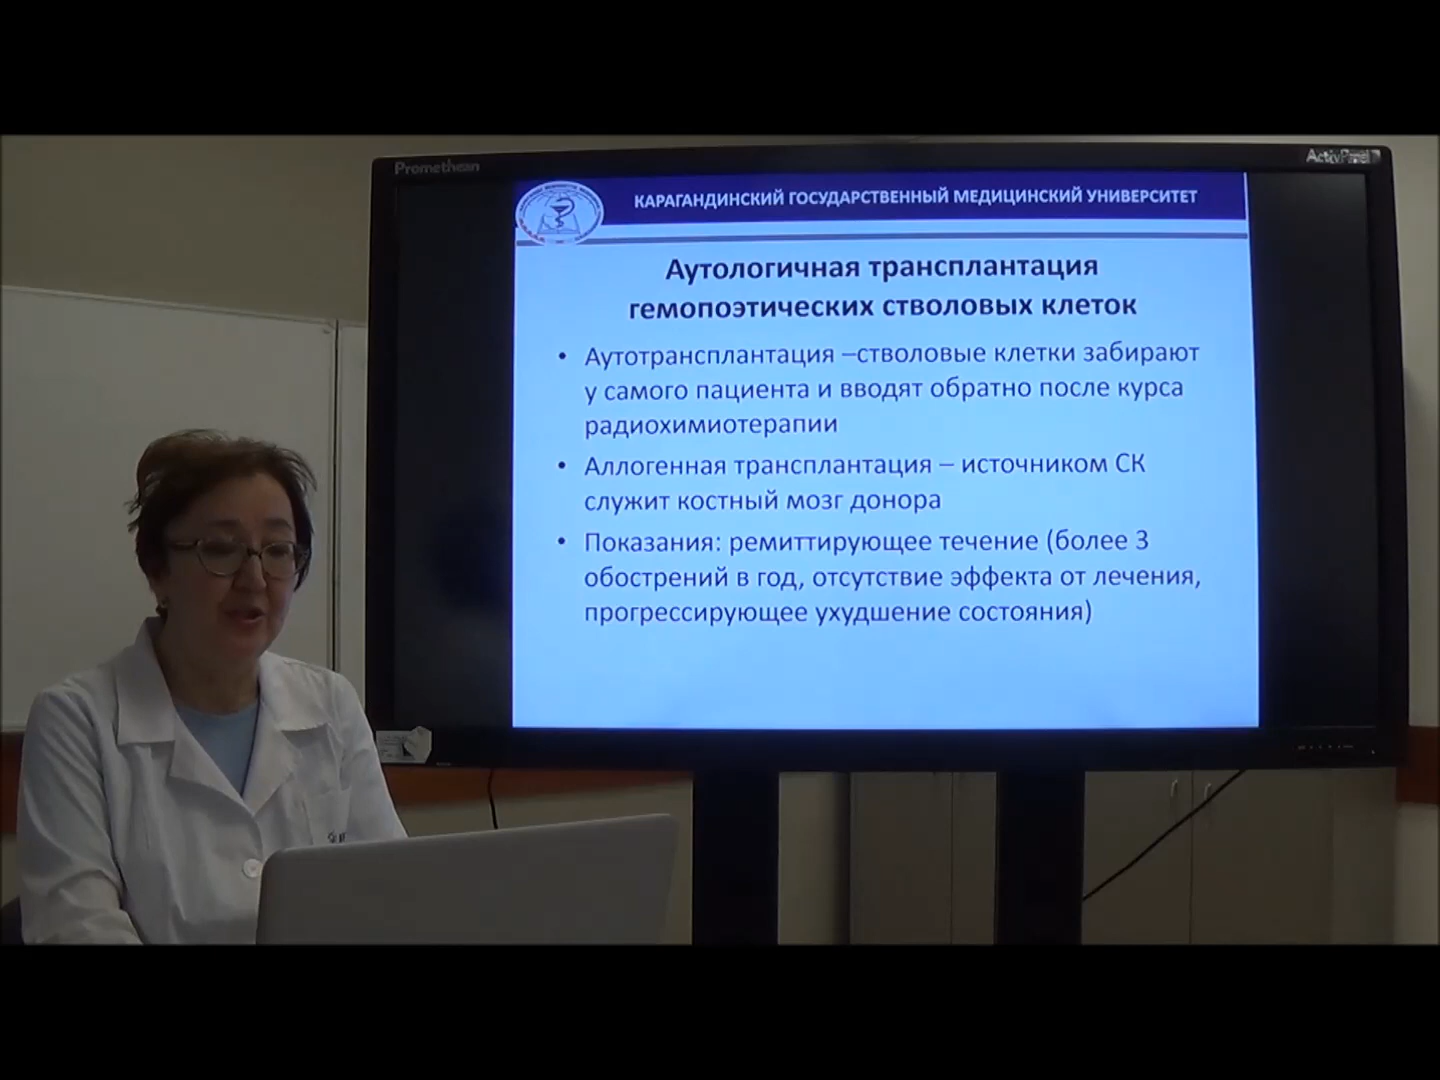 Promethean
ActivPanel
КАРАГАНДИНСКИЙ ГОСУДАРСТВЕННЫЙ МЕДИЦИНСКИЙ УНИВЕРСИТЕТ
Аутологичная трансплантация
гемопоэтических стволовых клеток
• Аутотрансплантация –стволовые клетки забирают
у самого пациента и вводят обратно после курса
радиохимиотерапии
• Аллогенная трансплантация – источником СК
служит костный мозг донора
• Показания: ремиттирующее течение (более 3
обострений в год, отсутствие эффекта от лечения,
прогрессирующее ухудшение состояния)